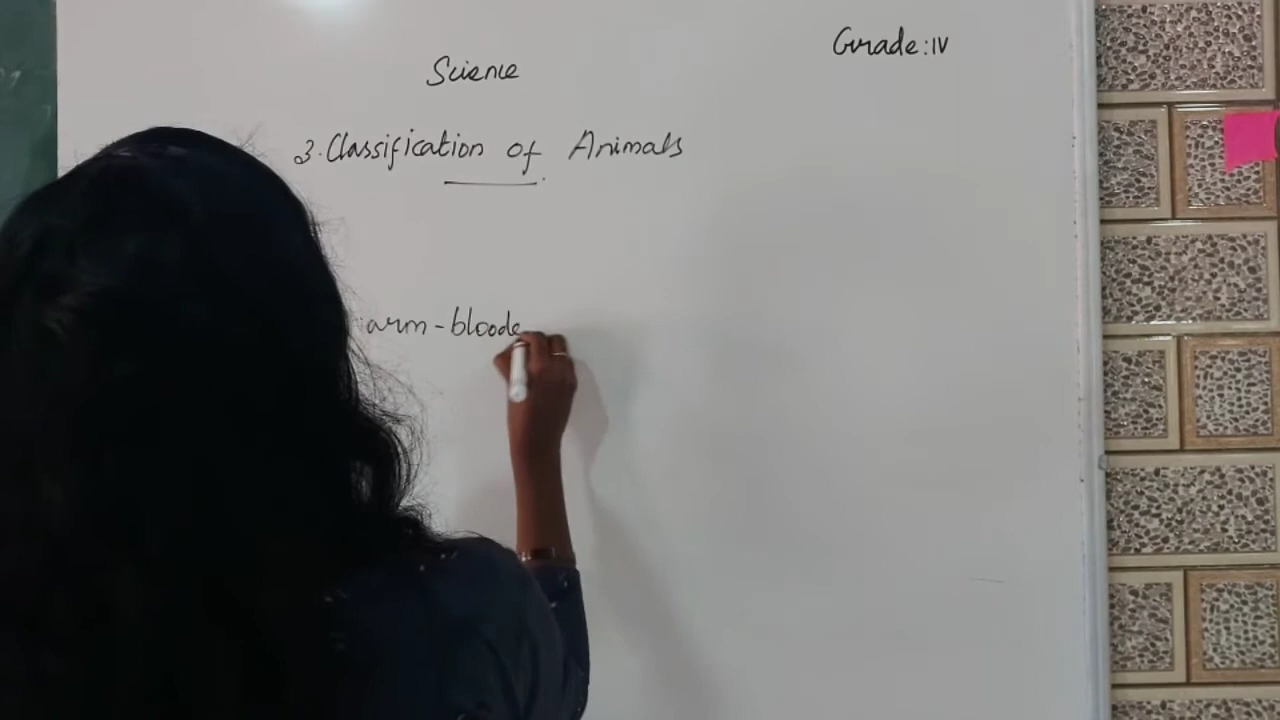 Grade: IV
Science
3. Classification of Animals
arm-bloode